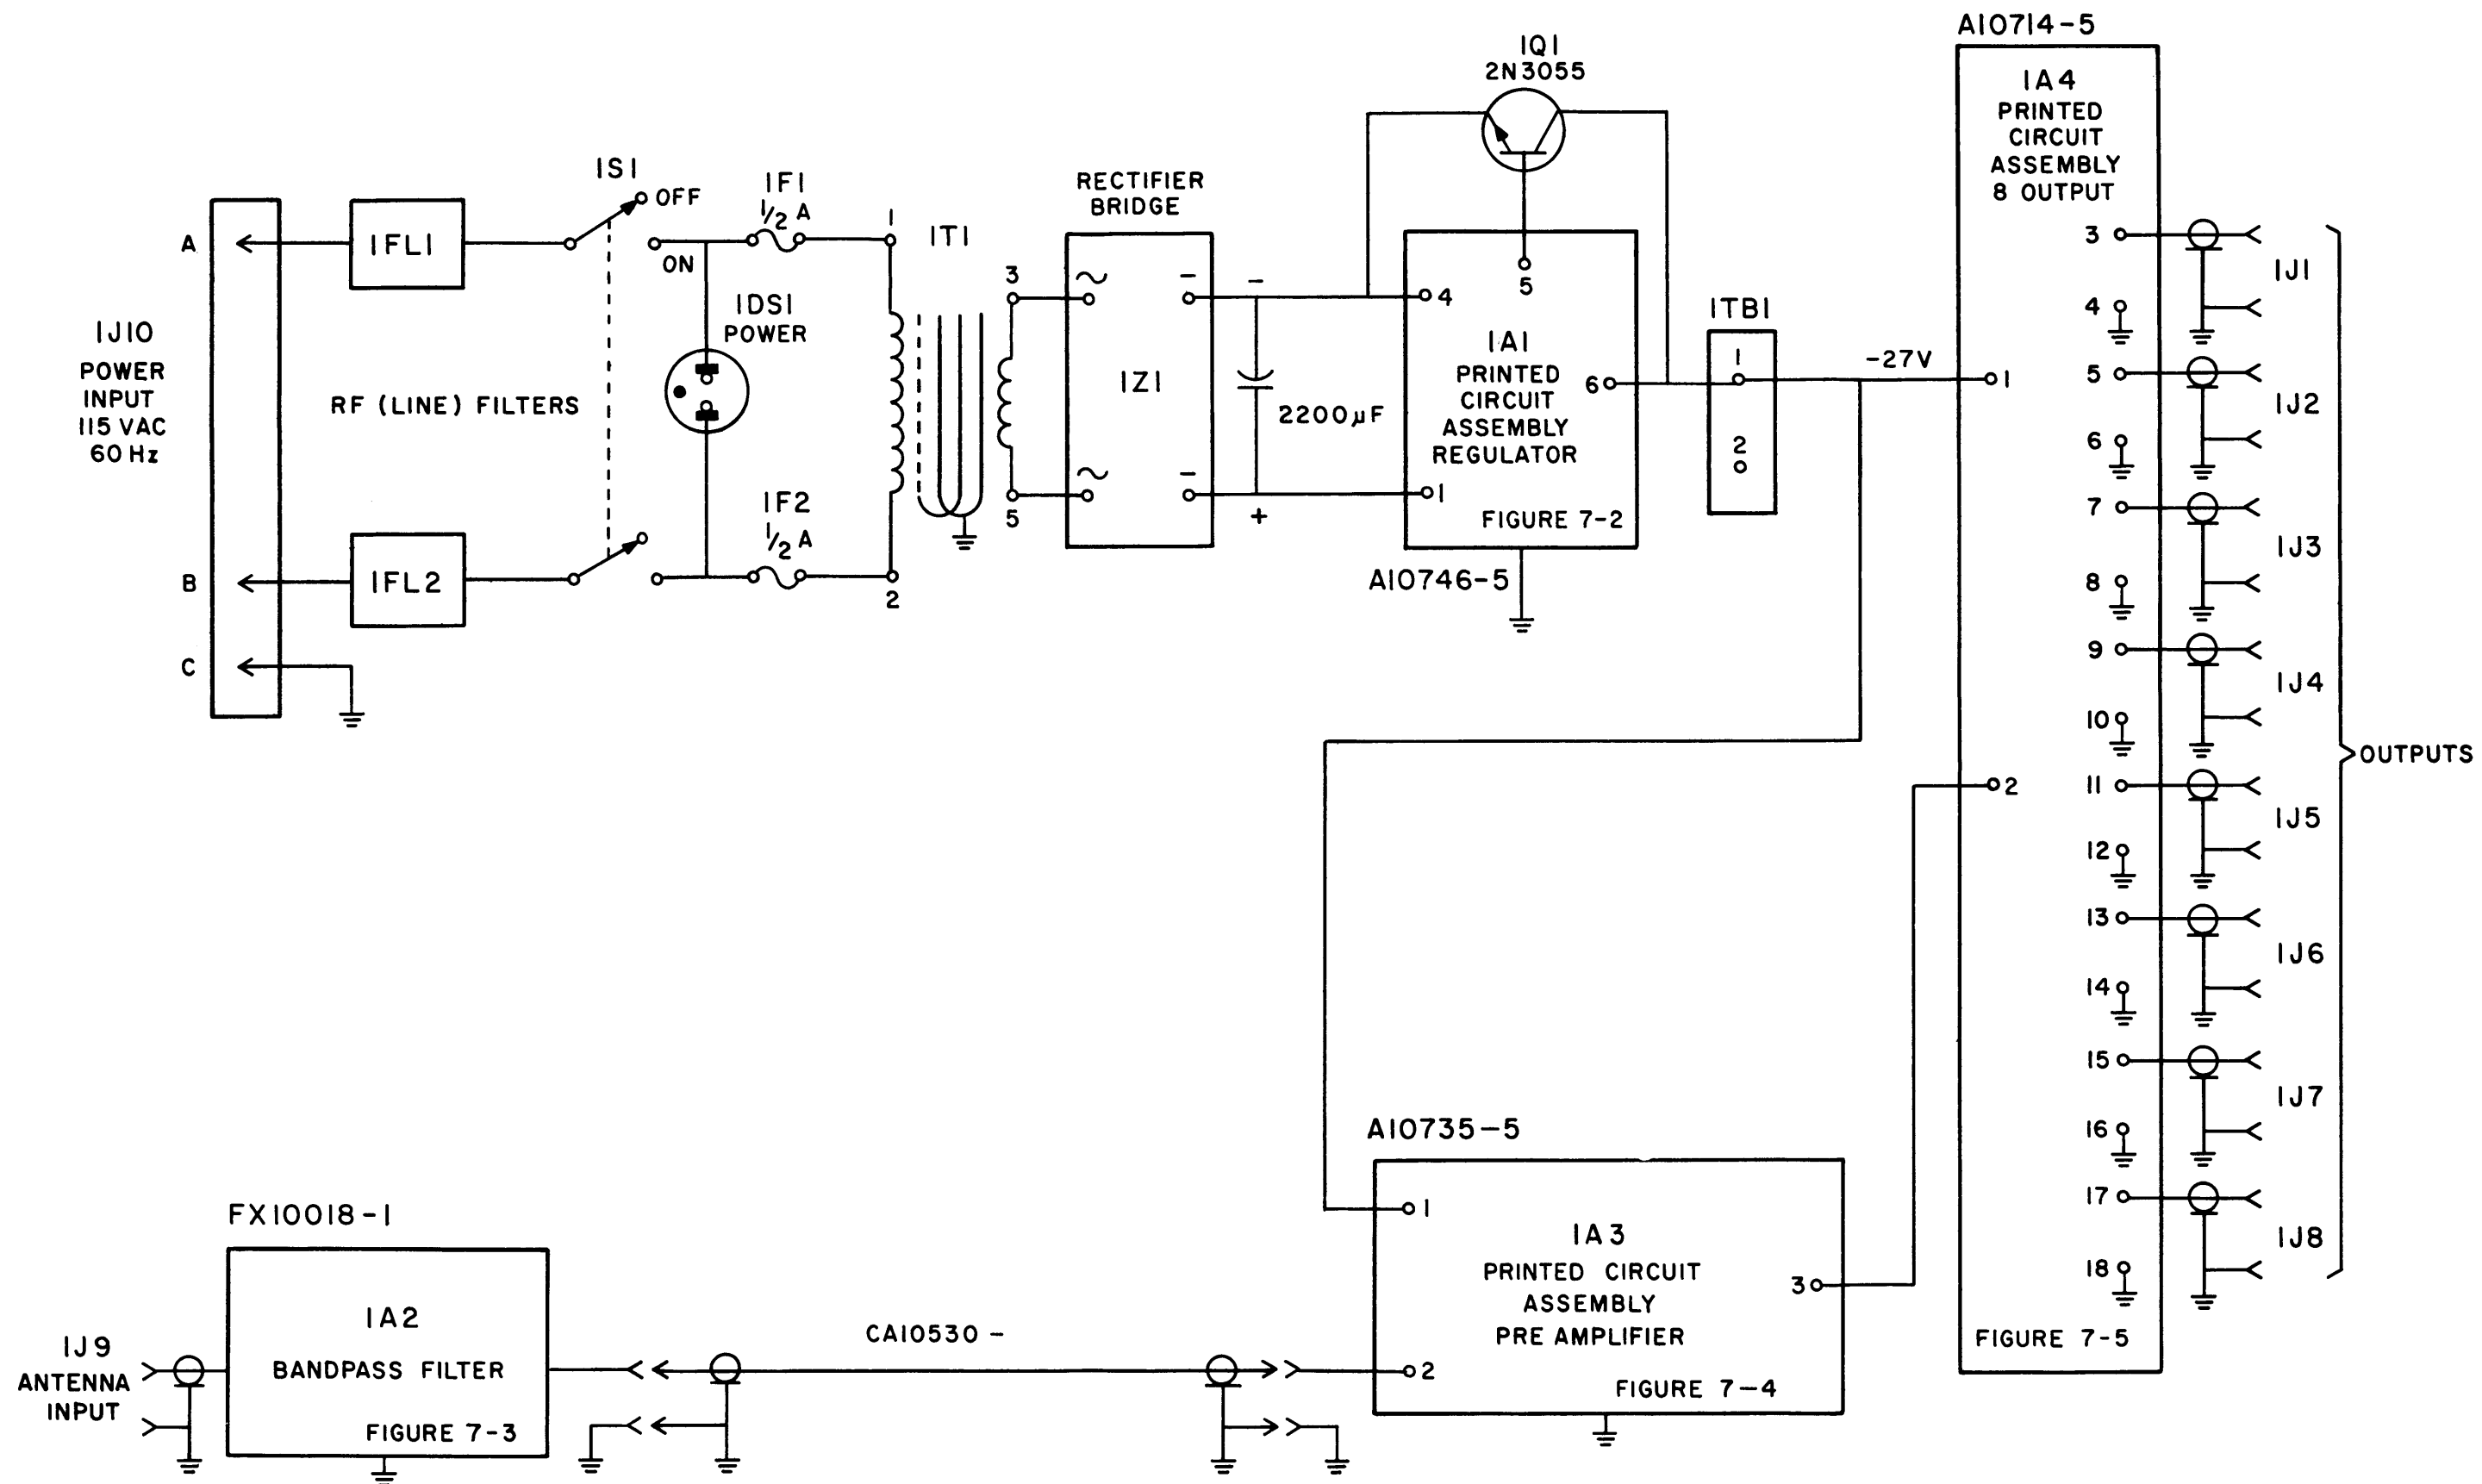 A
1J10
POWER
INPUT
115 VAC
60 Hz
B
C
1FL1
RF (LINE) FILTERS
1FL2
1S1
OFF
ON
1DS1
POWER
1F1
1/2 A
1F2
1/2 A
1
2
1T1
3
5
RECTIFIER
BRIDGE
~
-
1Z1
~
-
-
2200µF
+
1Q1
2N3055
4
5
1A1
PRINTED
CIRCUIT
ASSEMBLY
REGULATOR
6
1
FIGURE 7-2
A10746-5
1TB1
1
2
-27V
A10714-5
1A4
PRINTED
CIRCUIT
ASSEMBLY
8 OUTPUT
1
2
3
4
5
6
7
8
9
10
11
12
13
14
15
16
17
18
FIGURE 7-5
1J1
1J2
1J3
1J4
1J5
1J6
1J7
1J8
OUTPUTS
1J9
ANTENNA
INPUT
FX10018-1
1A2
BANDPASS FILTER
FIGURE 7-3
CA10530 -
A10735-5
1
1A3
PRINTED CIRCUIT
ASSEMBLY
PRE AMPLIFIER
3
2
FIGURE 7-4